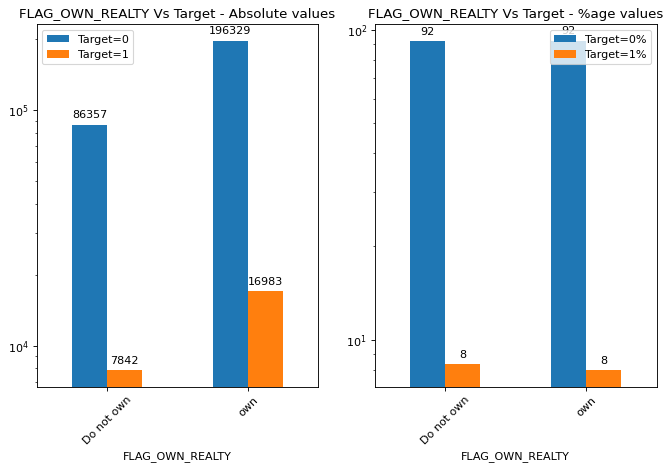 FLAG_OWN_REALTY Vs Target - Absolute values
Target=0
Target=1
86357
7842
196329
16983
10^5
10^4
Do not own
own
FLAG_OWN_REALTY
FLAG_OWN_REALTY Vs Target - %age values
Target=0%
Target=1%
92
8
92
8
10^2
10^1
Do not own
own
FLAG_OWN_REALTY